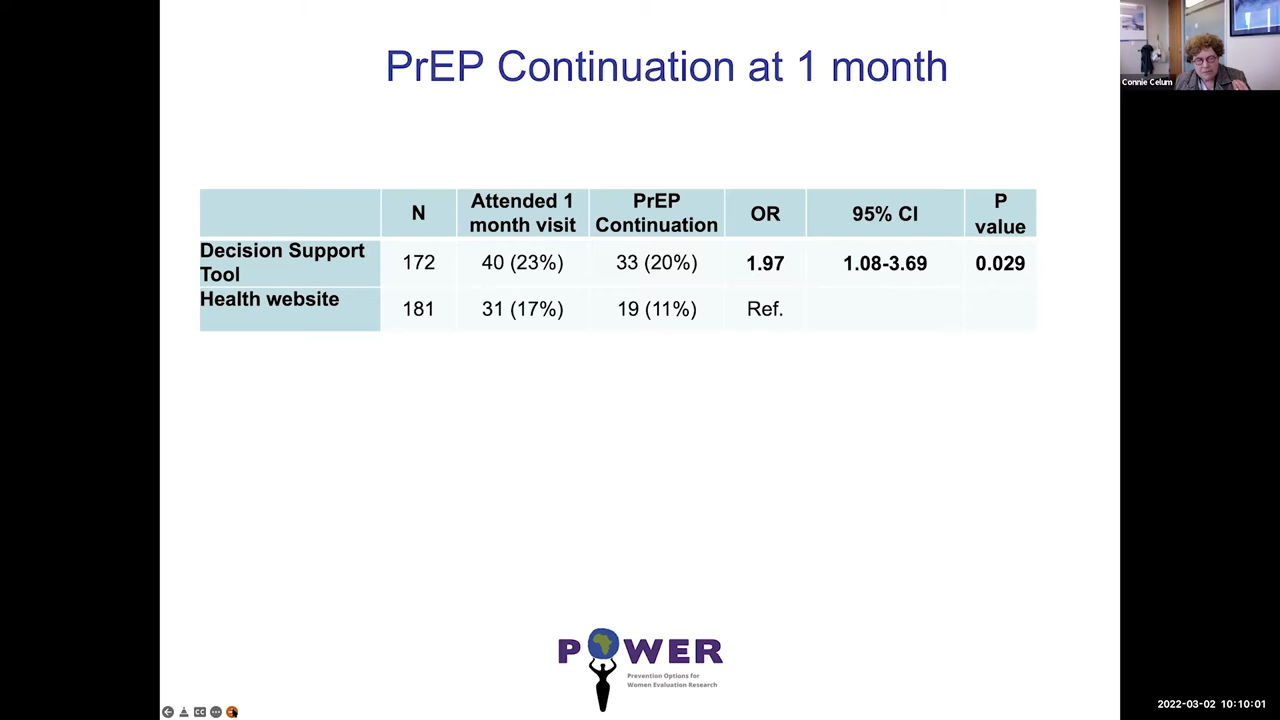 PrEP Continuation at 1 month
Connie Celum
N
Attended 1
month visit
PrEP
Continuation
OR
95% CI
P
value
Decision Support
Tool
172
40 (23%)
33 (20%)
1.97
1.08-3.69
0.029
Health website
181
31 (17%)
19 (11%)
Ref.
POWER
Prevention Options for
Women Evaluation Research
CC
2022-03-02 10:10:01